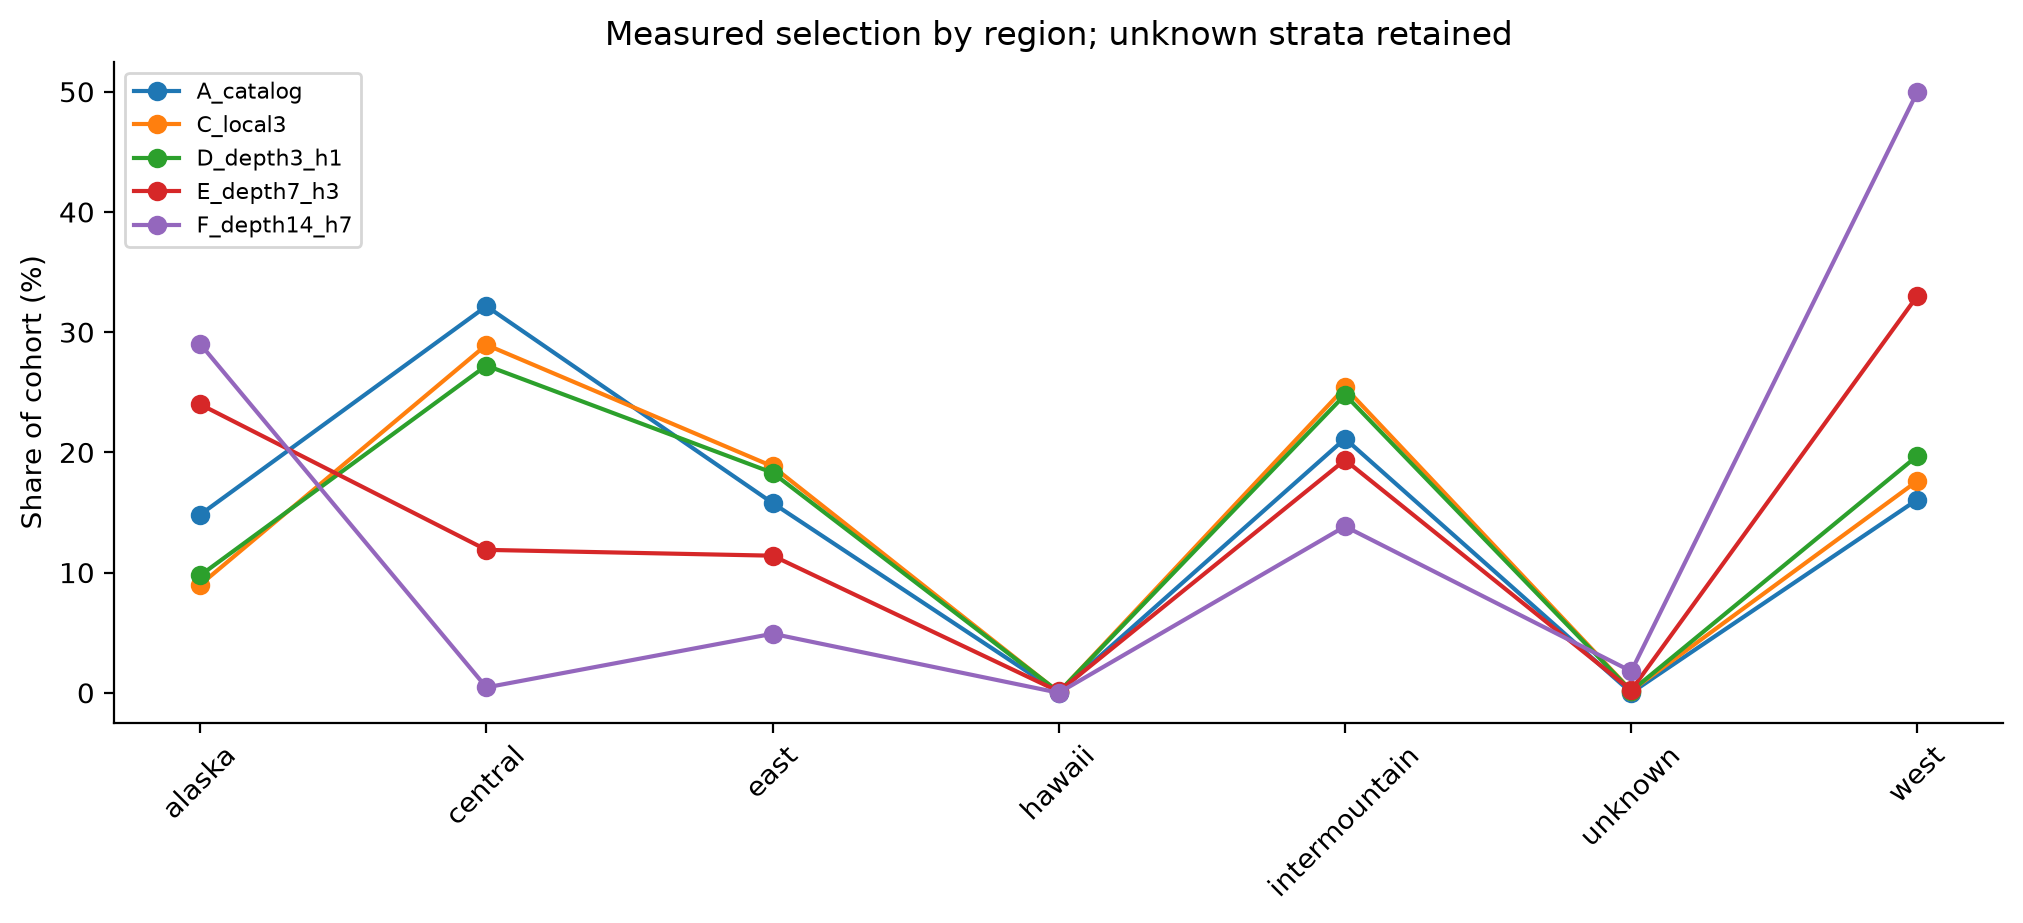 Measured selection by region; unknown strata retained
A_catalog
C_local3
D_depth3_h1
E_depth7_h3
F_depth14_h7
Share of cohort (%)
50
40
30
20
10
0
alaska
central
east
hawaii
intermountain
unknown
west